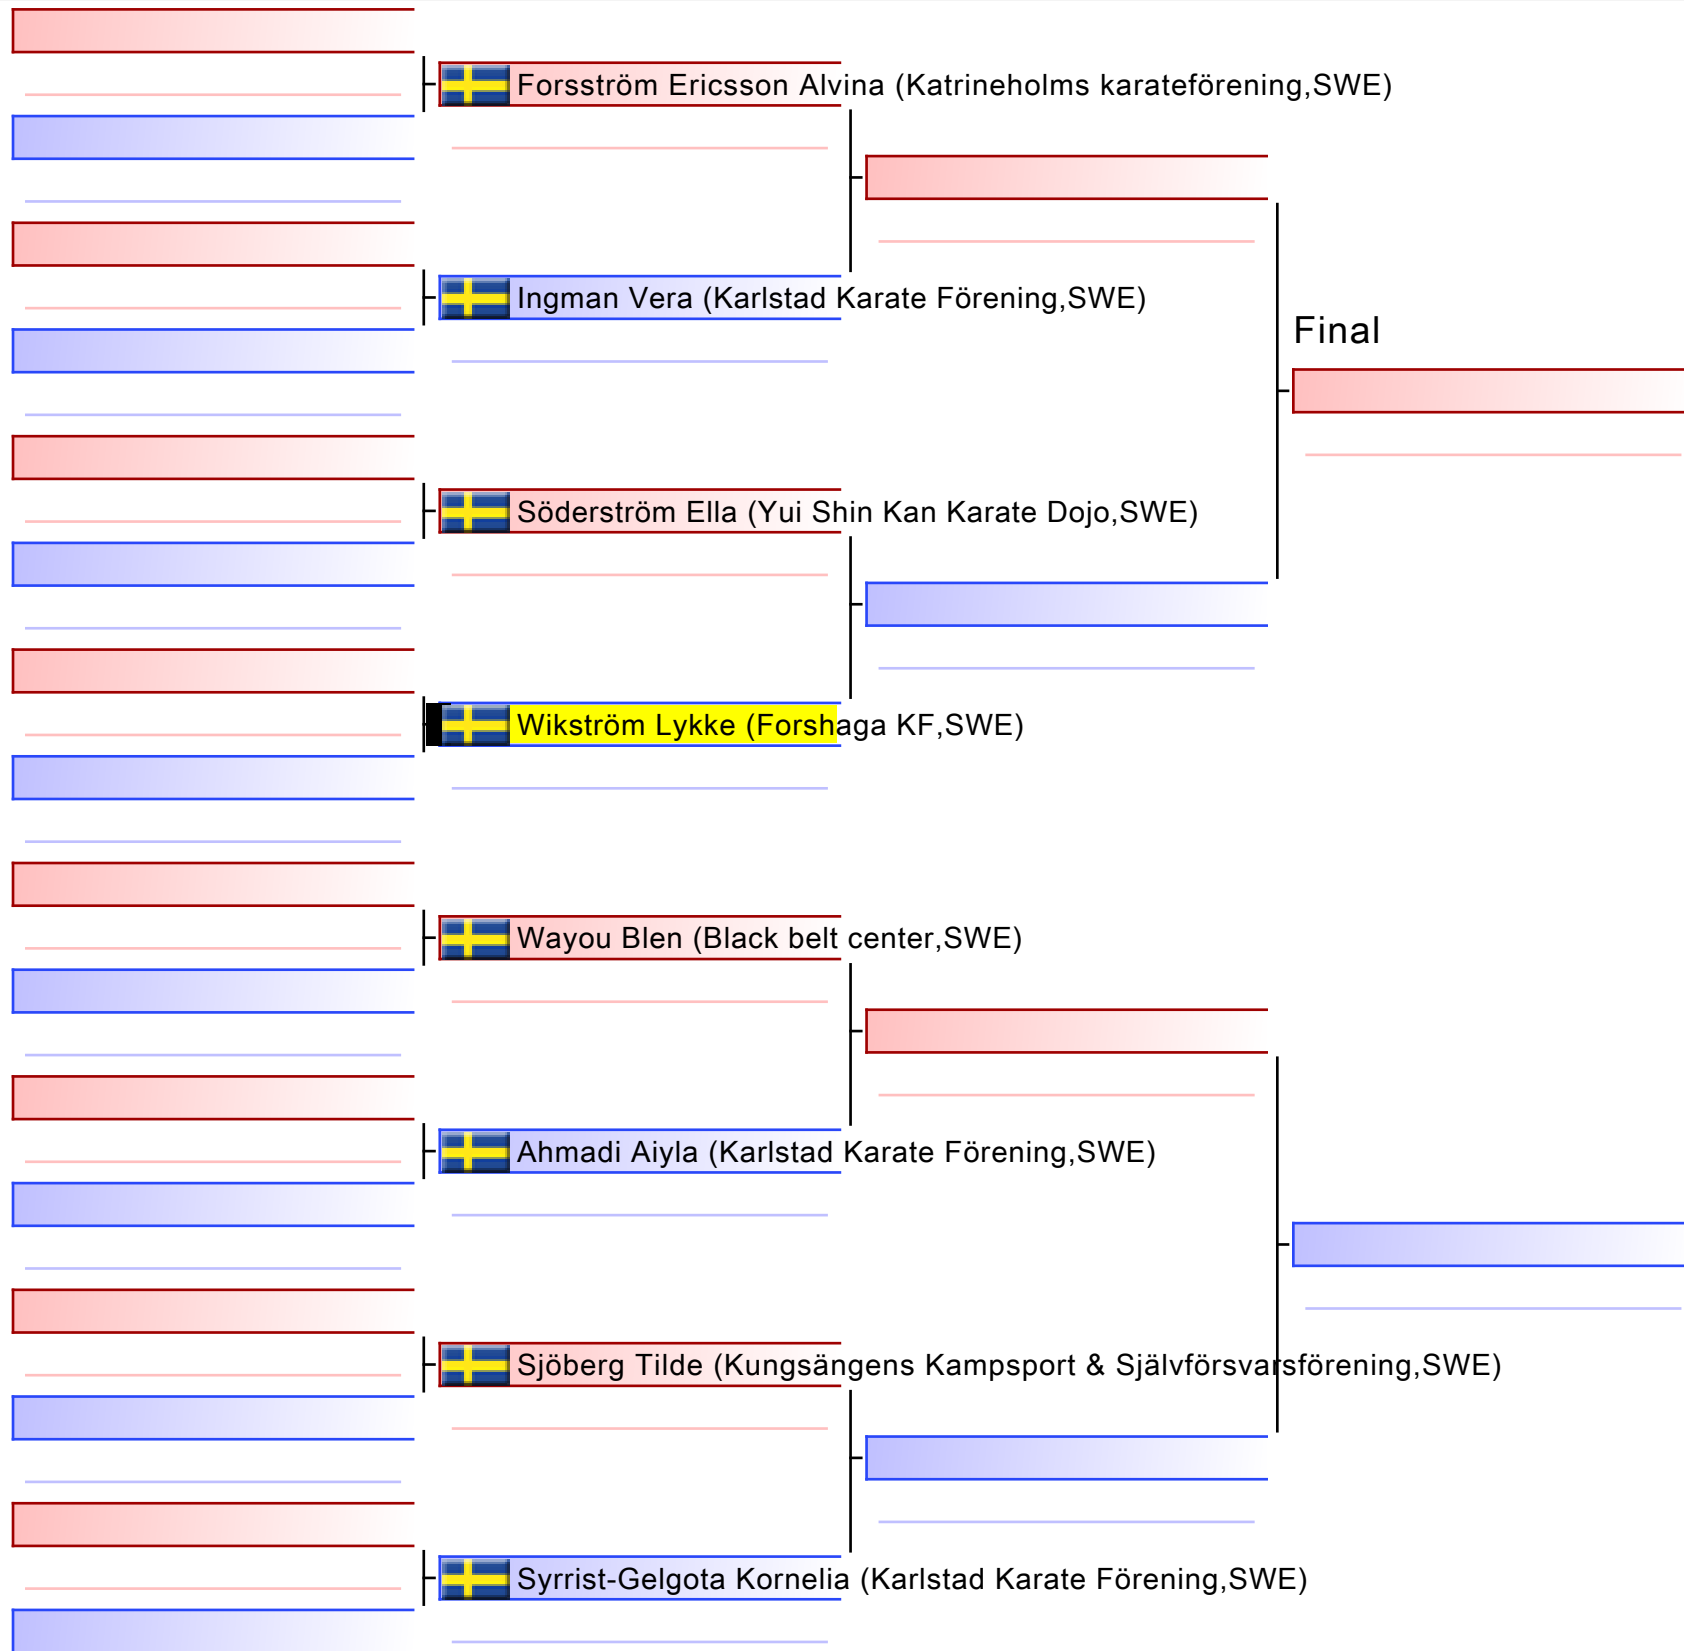 Forsström Ericsson Alvina (Katrineholms karateförening,SWE)
Ingman Vera (Karlstad Karate Förening,SWE)
Final
Söderström Ella (Yui Shin Kan Karate Dojo,SWE)
Wikström Lykke (Forshaga KF,SWE)
Wayou Blen (Black belt center,SWE)
Ahmadi Aiyla (Karlstad Karate Förening,SWE)
Sjöberg Tilde (Kungsängens Kampsport & Självförsvarsförening,SWE)
Syrrist-Gelgota Kornelia (Karlstad Karate Förening,SWE)